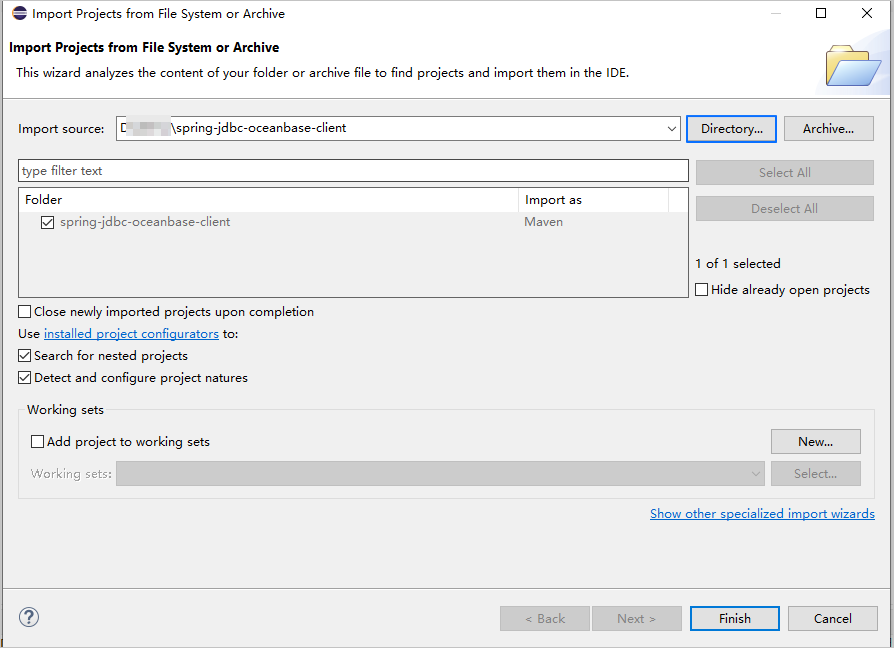 Import Projects from File System or Archive
Import Projects from File System or Archive
This wizard analyzes the content of your folder or archive file to find projects and import them in the IDE.
Import source: \spring-jdbc-oceanbase-client Directory... Archive...
type filter text Select All
Folder Import as
Deselect All
spring-jdbc-oceanbase-client Maven
1 of 1 selected
Hide already open projects
Close newly imported projects upon completion
Use installed project configurators to:
Search for nested projects
Detect and configure project natures
Working sets
Add project to working sets New...
Working sets: Select...
Show other specialized import wizards
? < Back Next > Finish Cancel